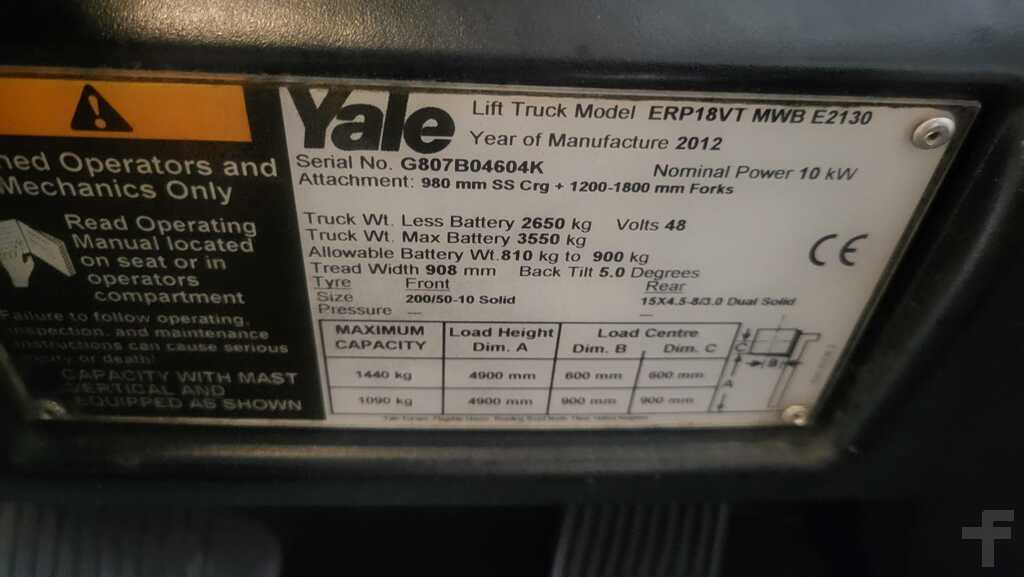 ned Operators and
Mechanics Only
Read Operating
Manual located
on seat or in
operators
compartment
Failure to follow operating,
inspection, and maintenance
instructions can cause serious
injury or death!
CAPACITY WITH MAST
VERTICAL AND
EQUIPPED AS SHOWN
Yale
Lift Truck Model ERP18VT MWB E2130
Year of Manufacture 2012
Serial No. G807B04604K Nominal Power 10 kW
Attachment: 980 mm SS Crg + 1200-1800 mm Forks
Truck Wt. Less Battery 2650 kg Volts 48
Truck Wt. Max Battery 3550 kg
Allowable Battery Wt. 810 kg to 900 kg
Tread Width 908 mm Back Tilt 5.0 Degrees
Tyre Front Rear
Size 200/50-10 Solid 15X4.5-8/3.0 Dual Solid
Pressure — —
MAXIMUM CAPACITY Load Height Dim. A Load Centre Dim. B Dim. C
1440 kg 4900 mm 600 mm 600 mm
1090 kg 4900 mm 900 mm 900 mm
C
B
A
CE